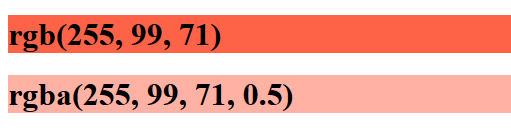 rgb(255, 99, 71)
rgba(255, 99, 71, 0.5)